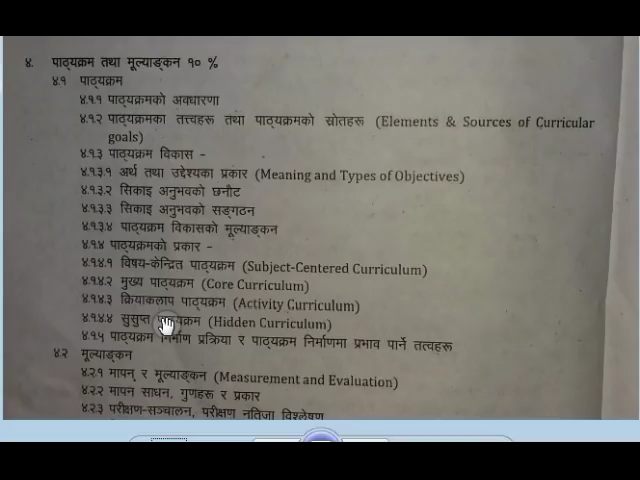 ४. पाठ्यक्रम तथा मूल्याङ्कन १० %
४.१ पाठ्यक्रम
४.१.१ पाठ्यक्रमको अवधारणा
४.१.२ पाठ्यक्रमका तत्त्वहरू तथा पाठ्यक्रमको स्रोतहरू (Elements & Sources of Curricular
goals)
४.१.३ पाठ्यक्रम विकास -
४.१.३.१ अर्थ तथा उद्देश्यका प्रकार (Meaning and Types of Objectives)
४.१.३.२ सिकाइ अनुभवको छनौट
४.१.३.३ सिकाइ अनुभवको सङ्गठन
४.१.३.४ पाठ्यक्रम विकासको मूल्याङ्कन
४.१.४ पाठ्यक्रमको प्रकार -
४.१.४.१ विषय-केन्द्रित पाठ्यक्रम (Subject-Centered Curriculum)
४.१.४.२ मुख्य पाठ्यक्रम (Core Curriculum)
४.१.४.३ क्रियाकलाप पाठ्यक्रम (Activity Curriculum)
४.१.४.४ सुसुप्त पाठ्यक्रम (Hidden Curriculum)
४.१.५ पाठ्यक्रम निर्माण प्रक्रिया र पाठ्यक्रम निर्माणमा प्रभाव पार्ने तत्वहरू
४.२ मूल्याङ्कन
४.२.१ मापन् र मूल्याङ्कन (Measurement and Evaluation)
४.२.२ मापन साधन, गुणहरू र प्रकार
४.२.३ परीक्षण-सञ्चालन, परीक्षण नतिजा विश्लेषण